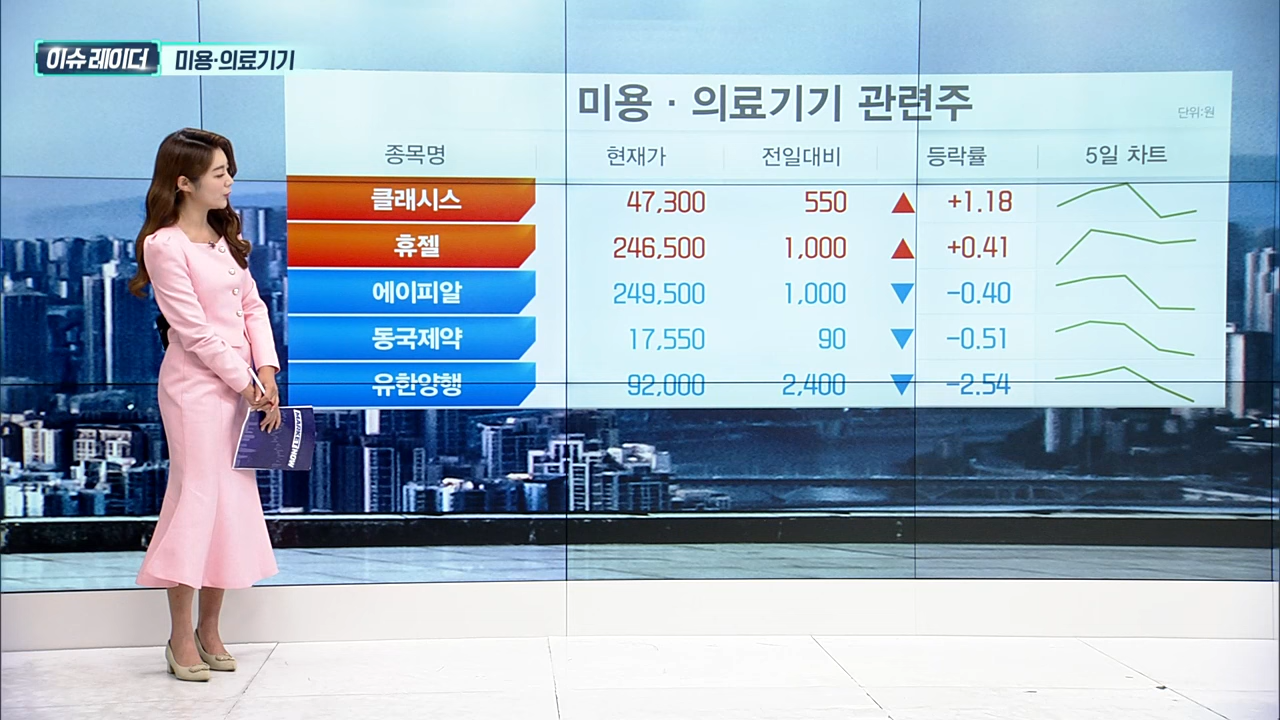 이슈 레이더 미용·의료기기
미용·의료기기 관련주
단위:원
종목명 현재가 전일대비 등락률 5일 차트
클래시스 47,300 550 ▲ +1.18
휴젤 246,500 1,000 ▲ +0.41
에이피알 249,500 1,000 ▼ -0.40
동국제약 17,550 90 ▼ -0.51
유한양행 92,000 2,400 ▼ -2.54
MARKETNOW